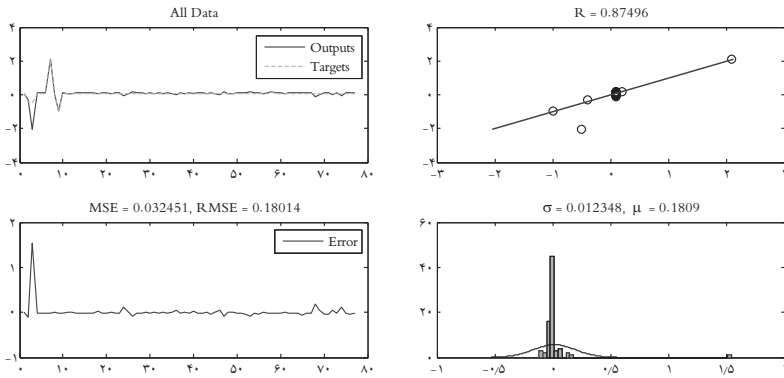 All Data
۴
۲
۰
-۲
-۴
Outputs
Targets
۰ ۱۰ ۲۰ ۳۰ ۴۰ ۵۰ ۶۰ ۷۰ ۸۰
R = 0.87496
۴
۲
۰
-۲
-۴
-۳ -۲ -۱ ۰ ۱ ۲
MSE = 0.032451, RMSE = 0.18014
۲
۱
۰
-۱
Error
۰ ۱۰ ۲۰ ۳۰ ۴۰ ۵۰ ۶۰ ۷۰ ۸۰
σ = 0.012348, μ = 0.1809
۶۰
۴۰
۲۰
۰
-۱ -۰/۵ ۰ ۰/۵ ۱ ۱/۵